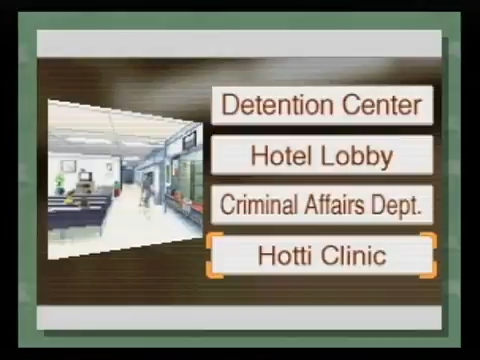 Detention Center
Hotel Lobby
Criminal Affairs Dept.
Hotti Clinic